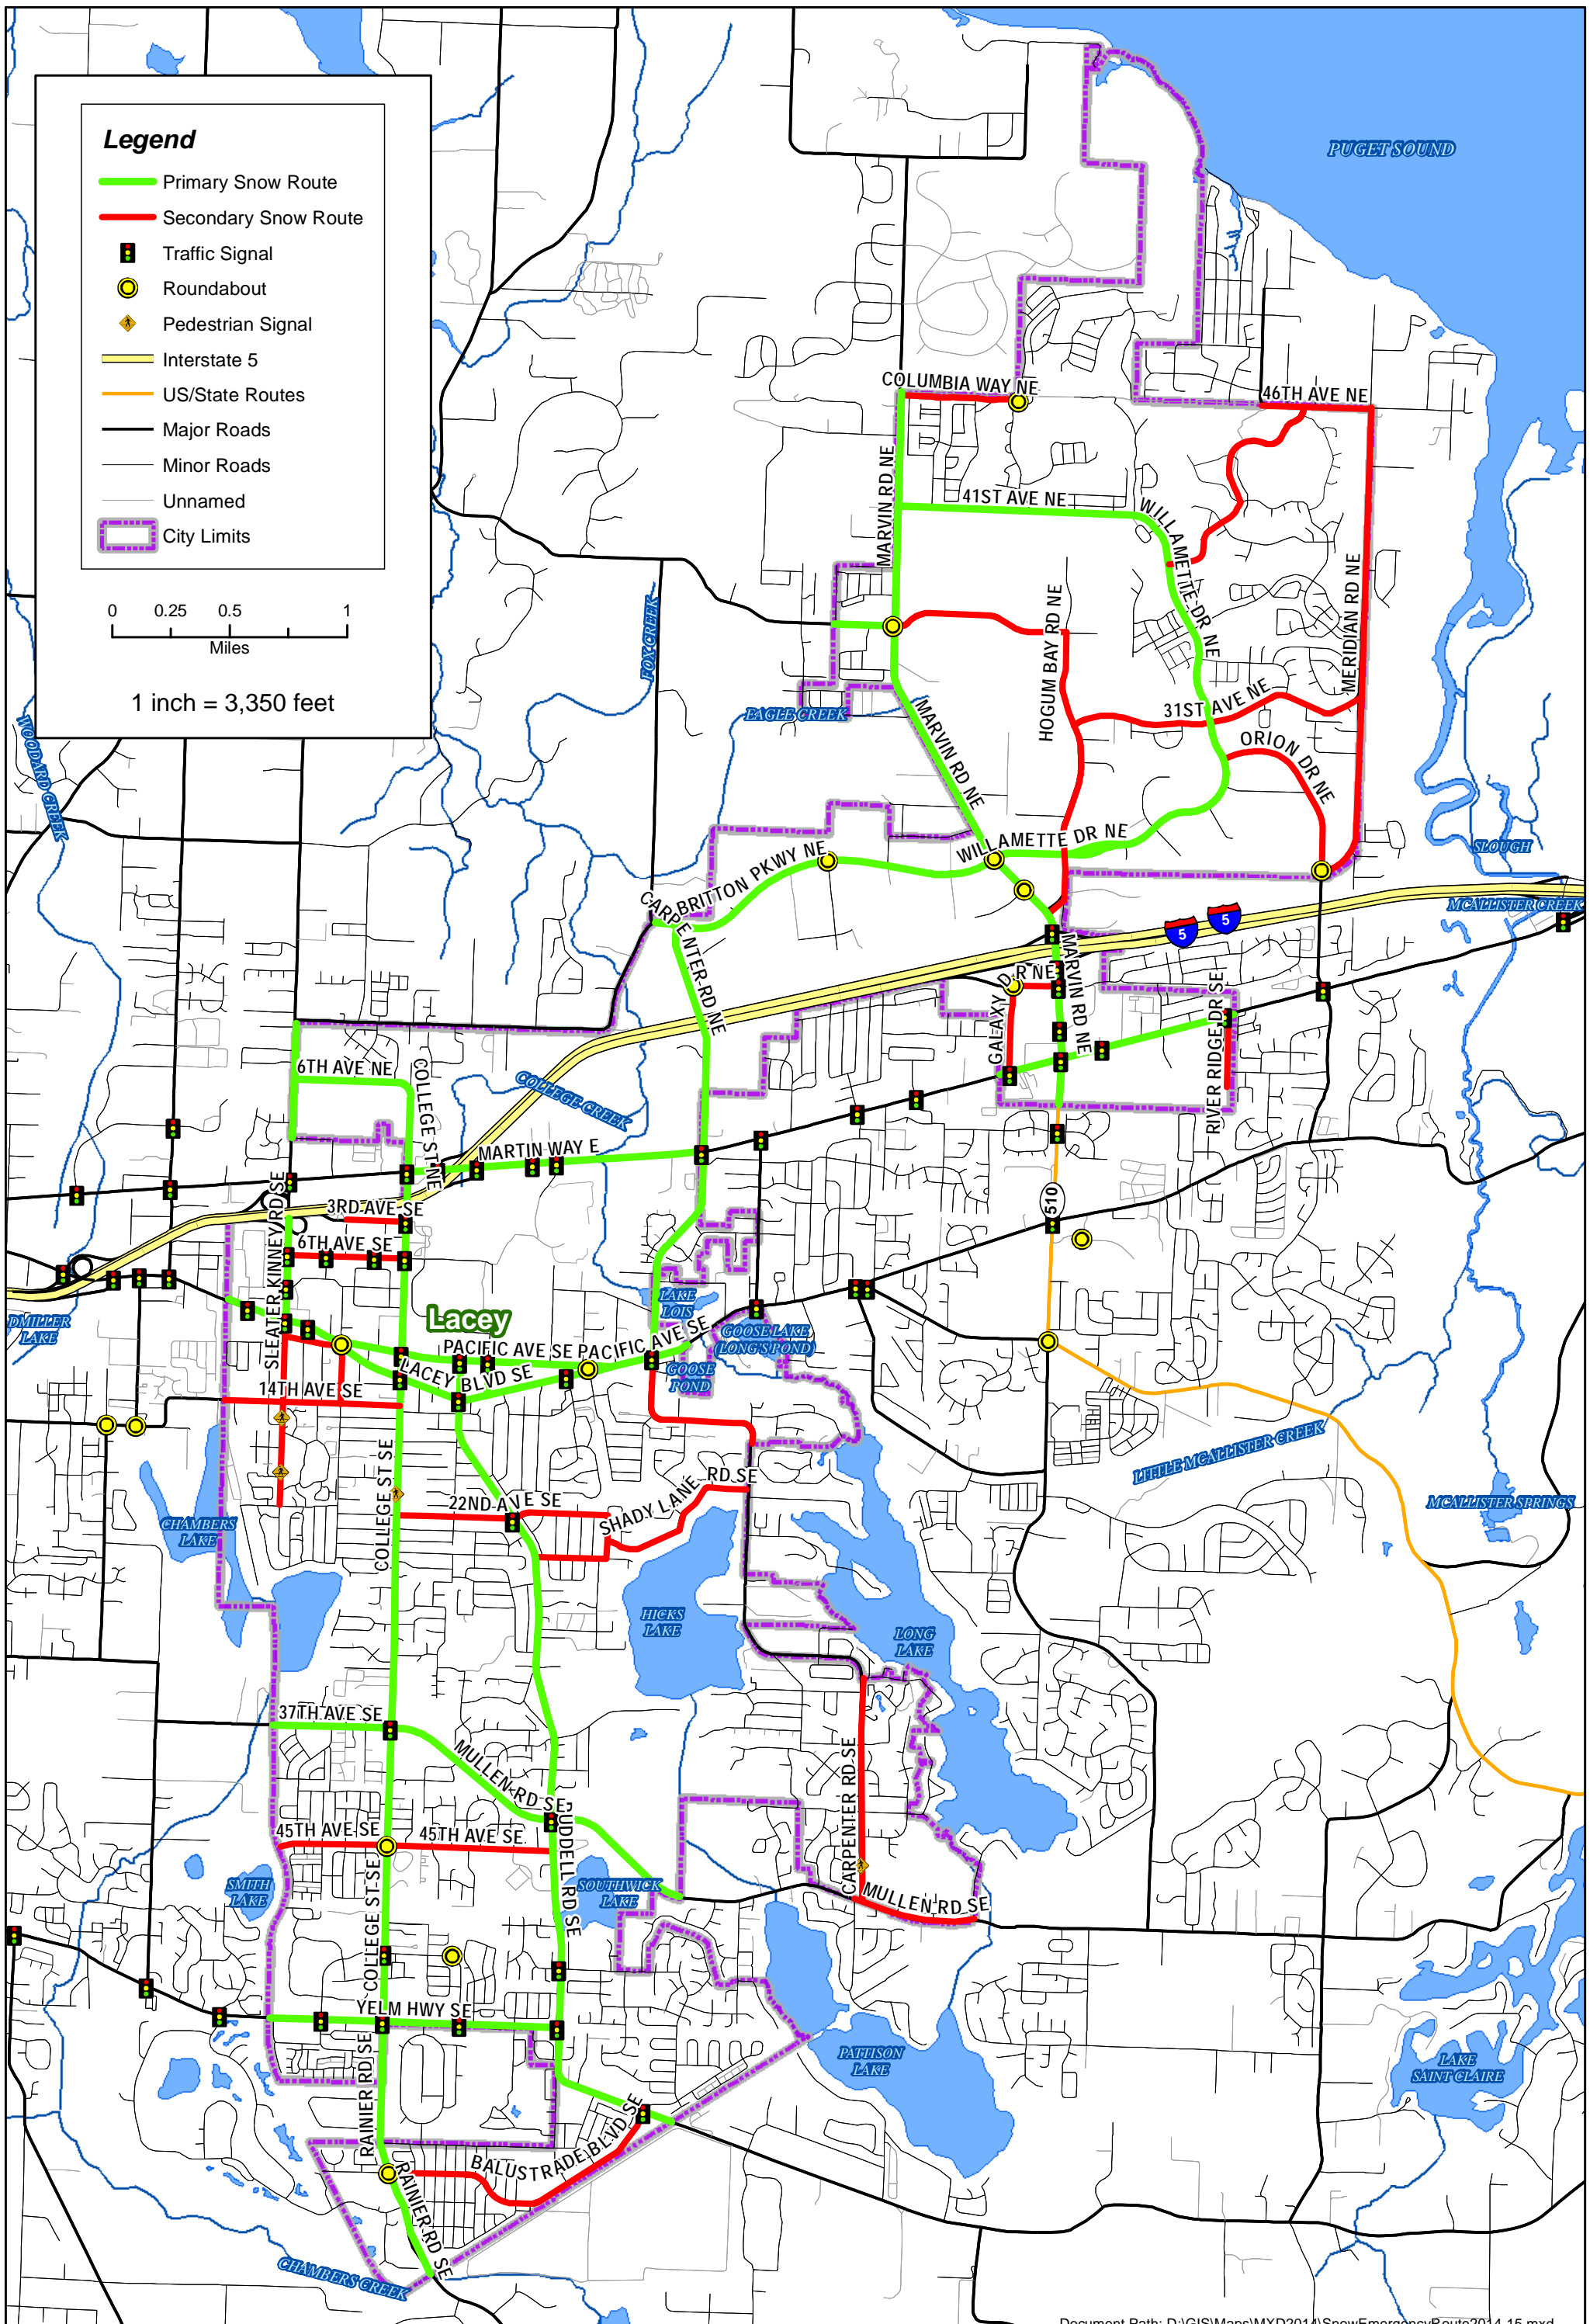 Legend
Primary Snow Route
Secondary Snow Route
Traffic Signal
Roundabout
Pedestrian Signal
Interstate 5
US/State Routes
Major Roads
Minor Roads
Unnamed
City Limits
0 0.25 0.5 1
Miles
1 inch = 3,350 feet
PUGET SOUND
COLUMBIA WAY NE
46TH AVE NE
MARVIN RD NE
41ST AVE NE
WILLAMETTE DR NE
HOGUM BAY RD NE
MERIDIAN RD NE
FOX CREEK
31ST AVE NE
EAGLE CREEK
MARVIN RD NE
ORION DR NE
WOODARD CREEK
WILLAMETTE DR NE
BRITTON PKWY NE
SLOUGH
CARPENTER RD NE
MCALLISTER CREEK
5
5
MARVIN RD NE
GALAXY DR NE
RIVER RIDGE DR SE
6TH AVE NE
COLLEGE ST NE
COLLEGE CREEK
MARTIN WAY E
510
3RD AVE SE
6TH AVE SE
SLEATER KINNEY RD SE
Lacey
LAKE
LOIS
DMILLER
LAKE
PACIFIC AVE SE
PACIFIC AVE SE
GOOSE LAKE
(LONG'S POND)
LACEY BLVD SE
GOOSE
POND
14TH AVE SE
LITTLE MCALLISTER CREEK
COLLEGE ST SE
22ND AVE SE
SHADY LANE RD SE
MCALLISTER SPRINGS
CHAMBERS
LAKE
HICKS
LAKE
LONG
LAKE
37TH AVE SE
MULLEN RD SE
CARPENTER RD SE
45TH AVE SE
45TH AVE SE
RUDDELL RD SE
SMITH
LAKE
SOUTHWICK
LAKE
COLLEGE ST SE
MULLEN RD SE
YELM HWY SE
RAINIER RD SE
PATTISON
LAKE
LAKE
SAINT CLAIRE
BALUSTRADE BLVD SE
RAINIER RD SE
CHAMBERS CREEK
Document Path: D:\GIS\Maps\MXD2014\SnowEmergencyRoute2014-15.mxd